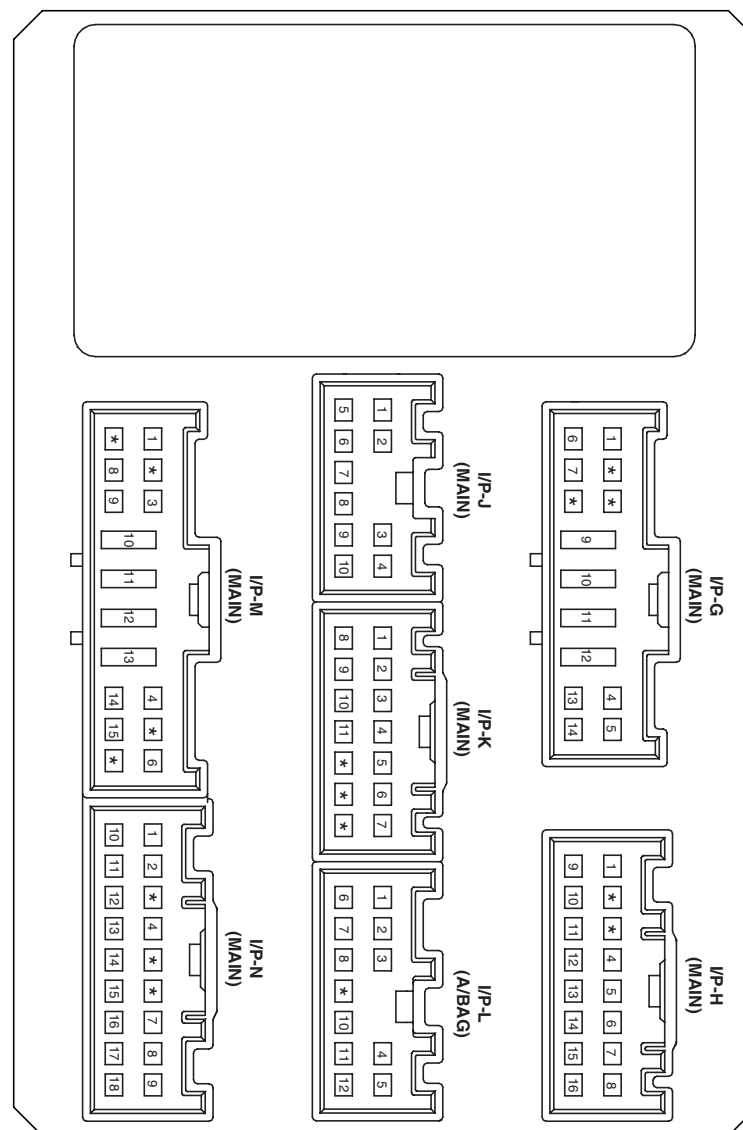 I/P-G
(MAIN)
1 * * 4 5
6 7 * 9 10 11 12 13 14
I/P-H
(MAIN)
1 * * 4 5 6 7 8
9 10 11 12 13 14 15 16
I/P-J
(MAIN)
1 2 3 4
5 6 7 8 9 10
I/P-K
(MAIN)
1 2 3 4 5 6 7
8 9 10 11 * * *
I/P-L
(A/BAG)
1 2 3 4 5
6 7 8 * 10 11 12
I/P-M
(MAIN)
1 * 3 4 * 6
* 8 9 10 11 12 13 14 15 *
I/P-N
(MAIN)
1 2 * 4 * * 7 8 9
10 11 12 13 14 15 16 17 18